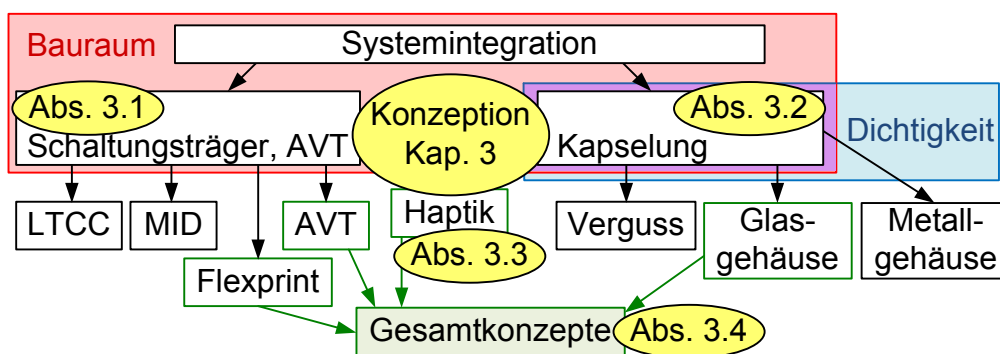 Bauraum
Systemintegration
Abs. 3.1
Schaltungsträger, AVT
Konzeption
Kap. 3
Abs. 3.2
Kapselung
Dichtigkeit
LTCC
MID
AVT
Haptik
Verguss
Glas-
gehäuse
Metall-
gehäuse
Abs. 3.3
Flexprint
Gesamtkonzepte
Abs. 3.4